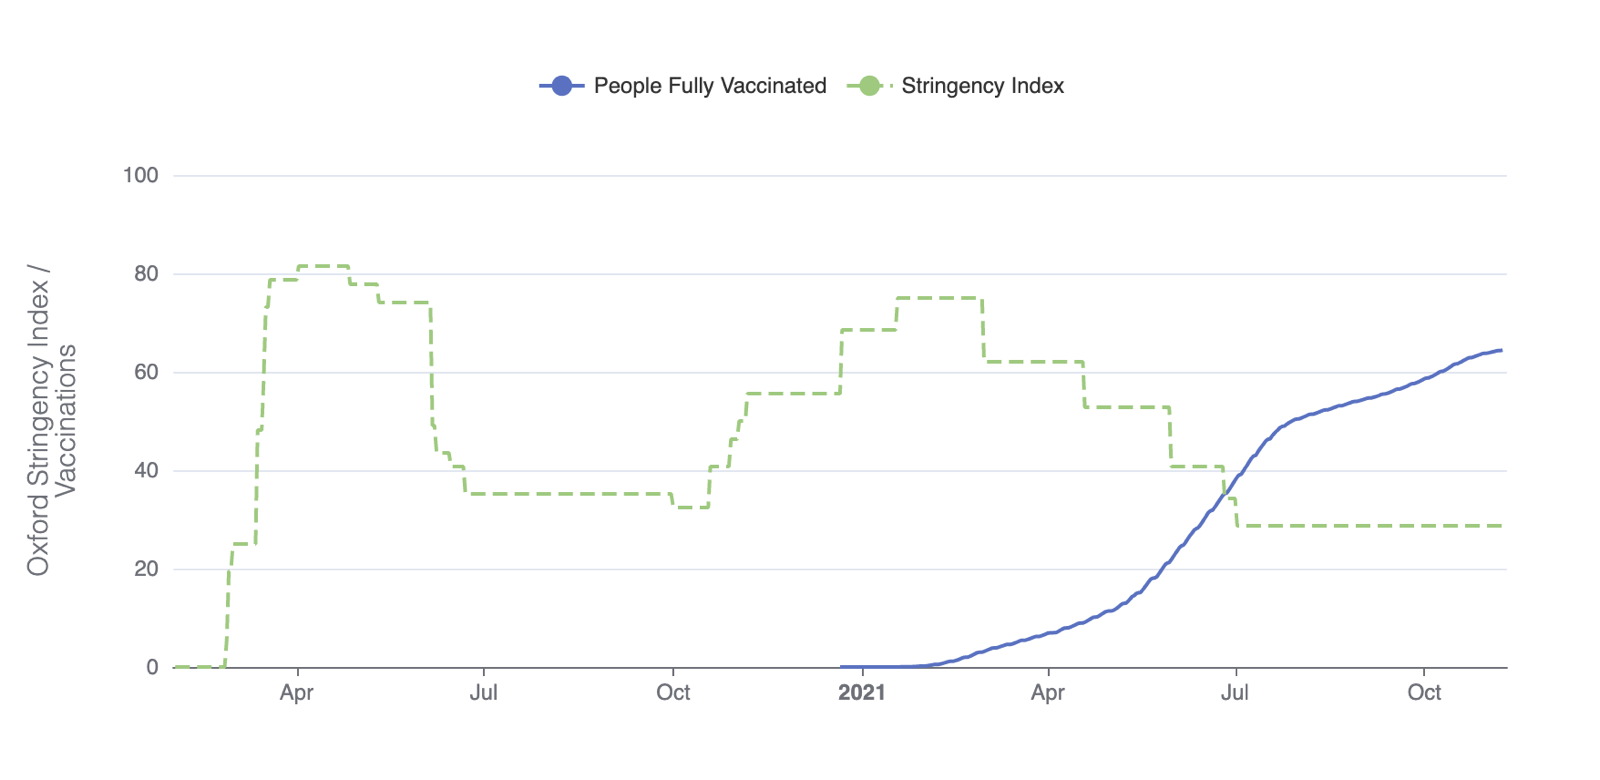 People Fully Vaccinated
Stringency Index
100
80
60
40
20
0
Oxford Stringency Index /
Vaccinations
Apr
Jul
Oct
2021
Apr
Jul
Oct